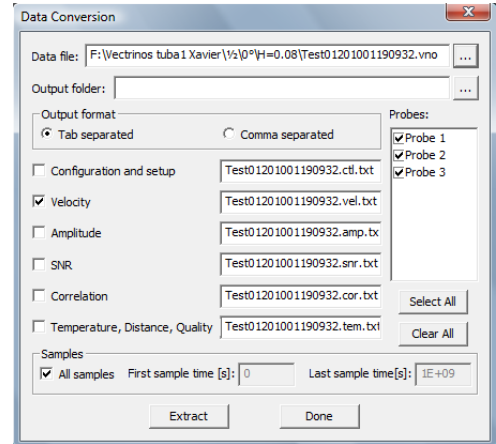 Data Conversion
Data file: F:\Vectrinos tuba1 Xavier\½\0°\H=0.08\Test01201001190932.vno ...
Output folder: ...
Output format
Tab separated Comma separated
Probes:
Probe 1
Probe 2
Probe 3
Configuration and setup Test01201001190932.ctl.txt
Velocity Test01201001190932.vel.txt
Amplitude Test01201001190932.amp.tx
SNR Test01201001190932.snr.txt
Correlation Test01201001190932.cor.txt
Temperature, Distance, Quality Test01201001190932.tem.txt
Select All
Clear All
Samples
All samples First sample time [s]: 0 Last sample time[s]: 1E+09
Extract Done